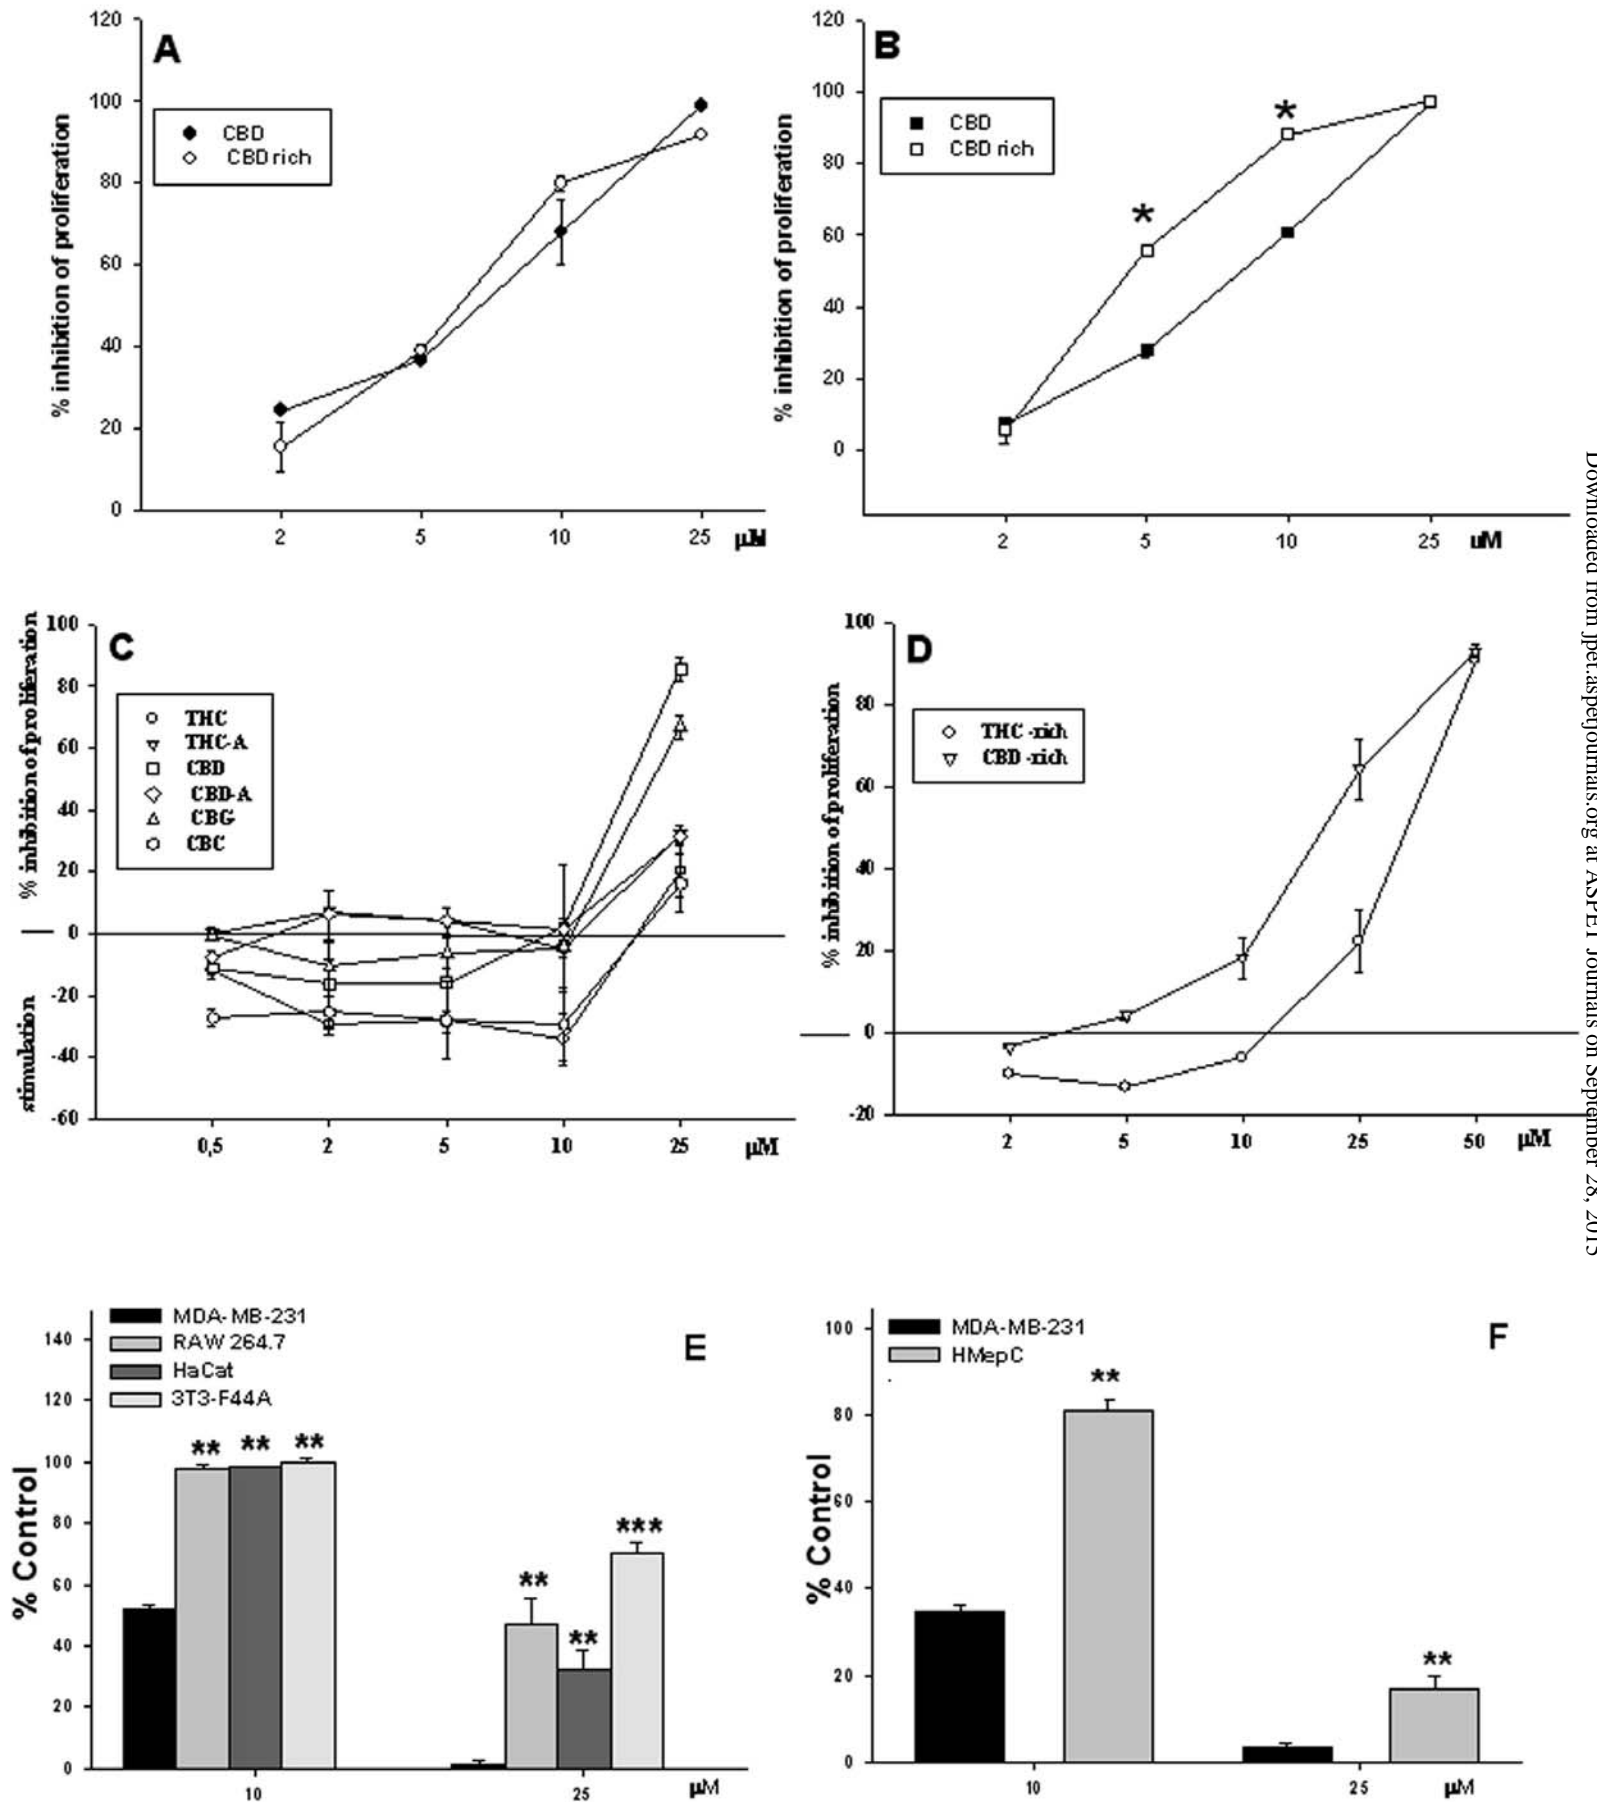 A
120
100
80
60
40
20
0
% inhibition of proliferation
CBD
CBD rich
2 5 10 25 µM
B
120
100
80
60
40
20
0
% inhibition of proliferation
CBD
CBD rich
*
*
2 5 10 25 uM
C
100
80
60
40
20
0
-20
-40
-60
% inhibition of proliferation
stimulation
THC
THC-A
CBD
CBD-A
CBG
CBC
0,5 2 5 10 25 µM
D
100
80
60
40
20
0
-20
% inhibition of proliferation
THC-rich
CBD-rich
2 5 10 25 50 µM
E
140
120
100
80
60
40
20
0
% Control
MDA-MB-231
RAW 264.7
HaCat
3T3-F44A
** ** **
** ** ***
10 25 µM
F
100
80
60
40
20
0
% Control
MDA-MB-231
HMepC
**
**
10 25 µM
Downloaded from jpet.aspetjournals.org at ASPET Journals on September 28, 2015